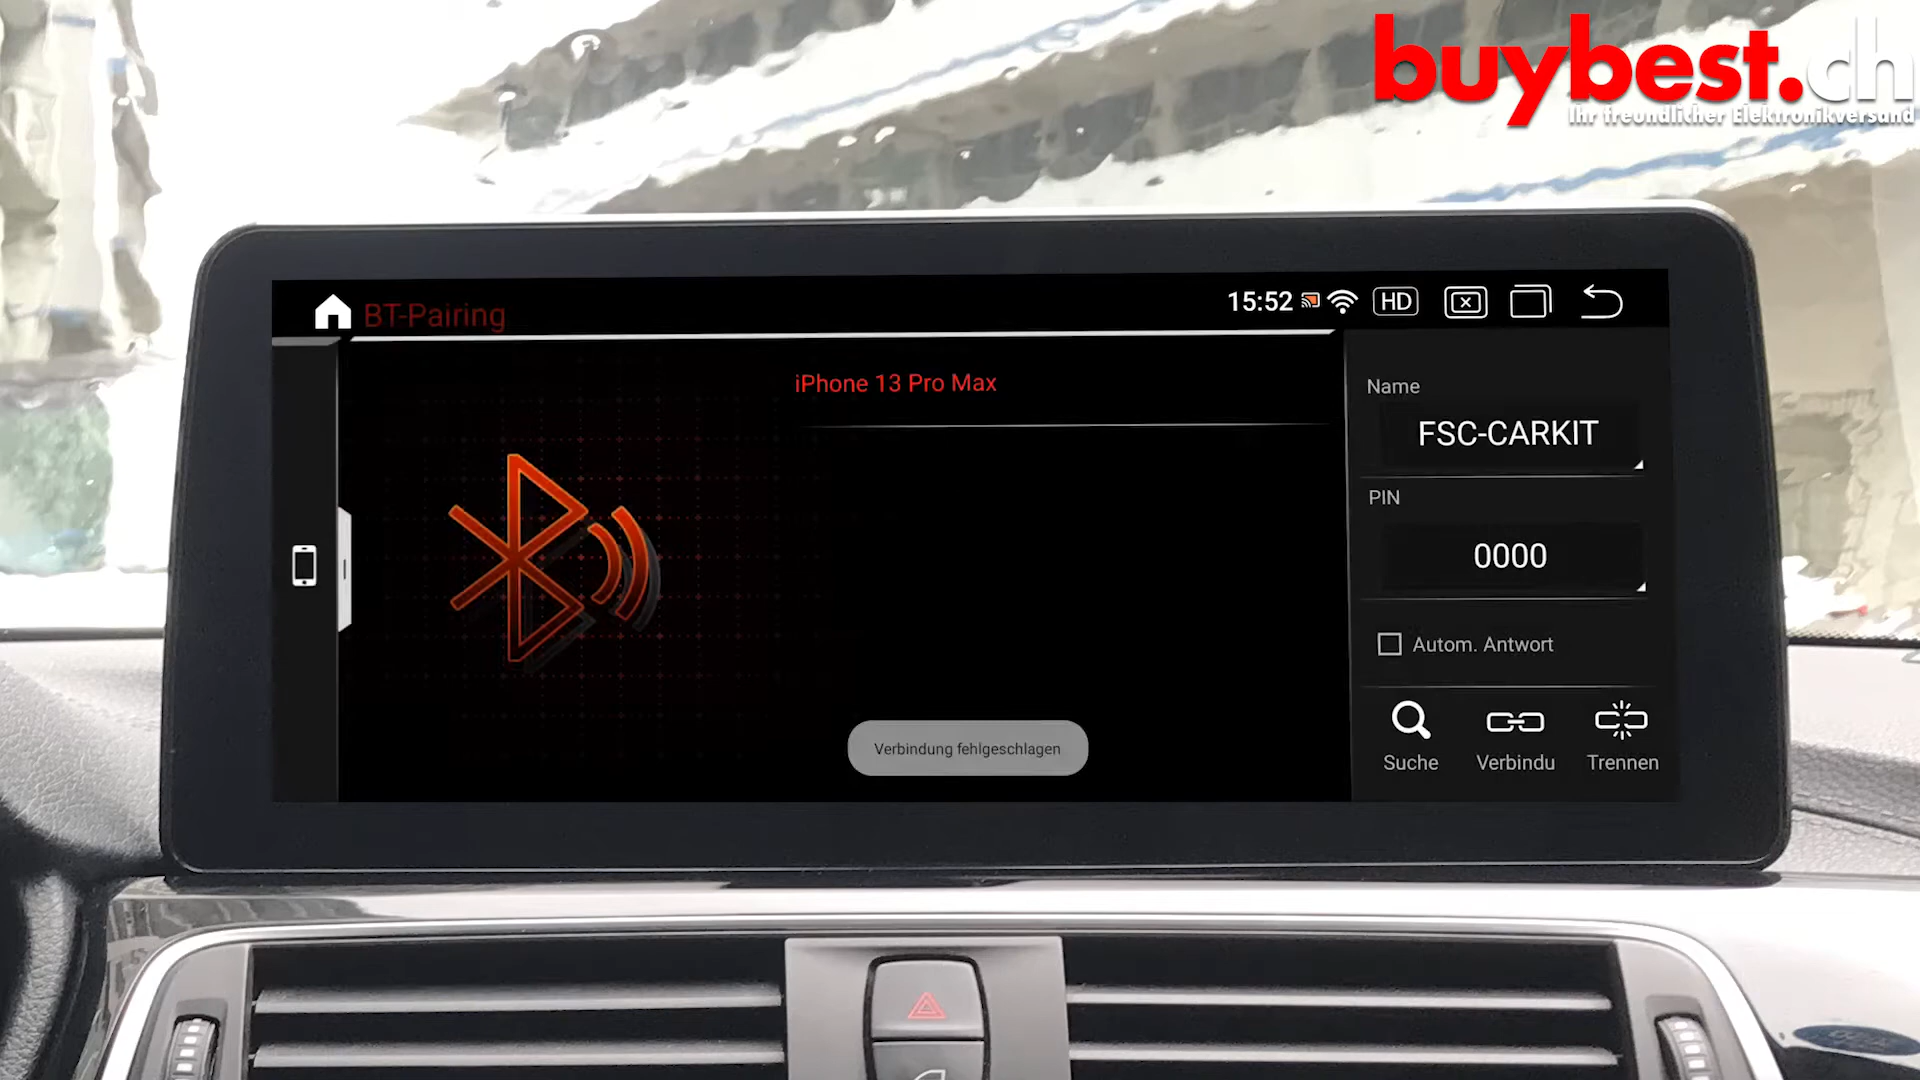 buybest.ch
Ihr freundlicher Elektronikversand
BT-Pairing
15:52
HD
iPhone 13 Pro Max
Name
FSC-CARKIT
PIN
0000
Autom. Antwort
Suche
Verbindu
Trennen
Verbindung fehlgeschlagen